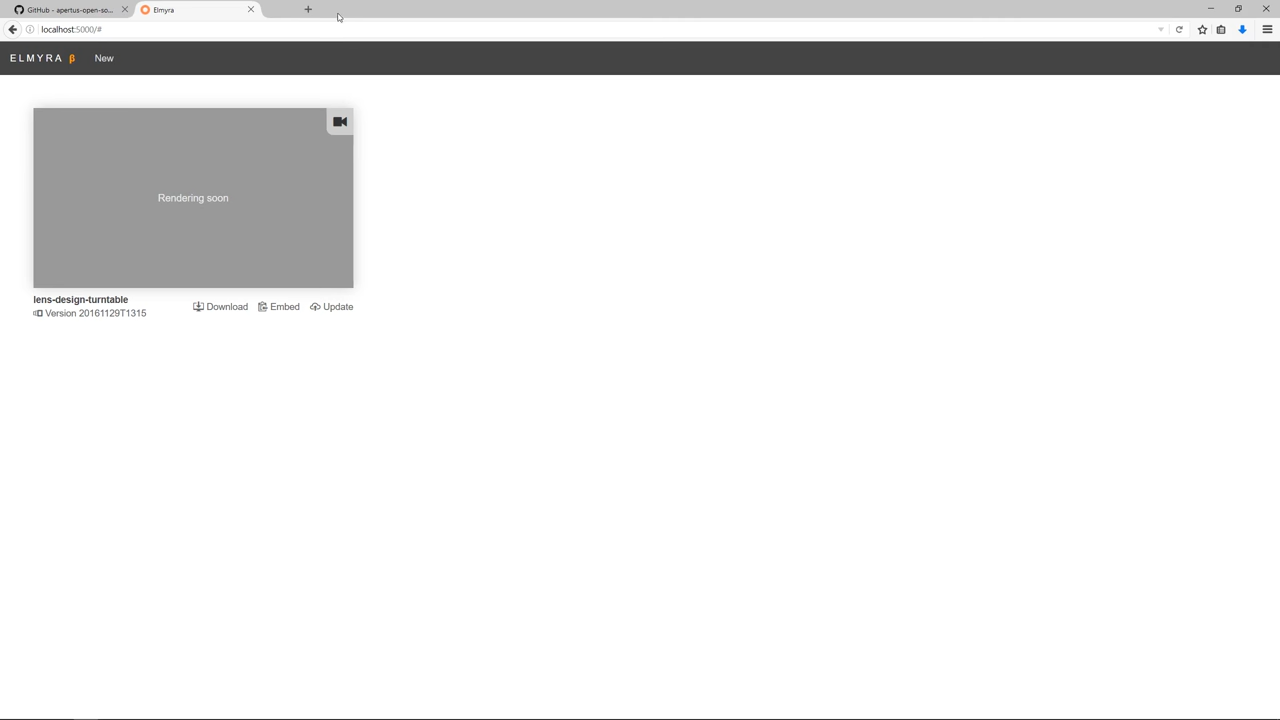 GitHub - apertus-open-so...
Elmyra
localhost:5000/#
ELMYRA β New
Rendering soon
lens-design-turntable
Version 20161129T1315
Download Embed Update